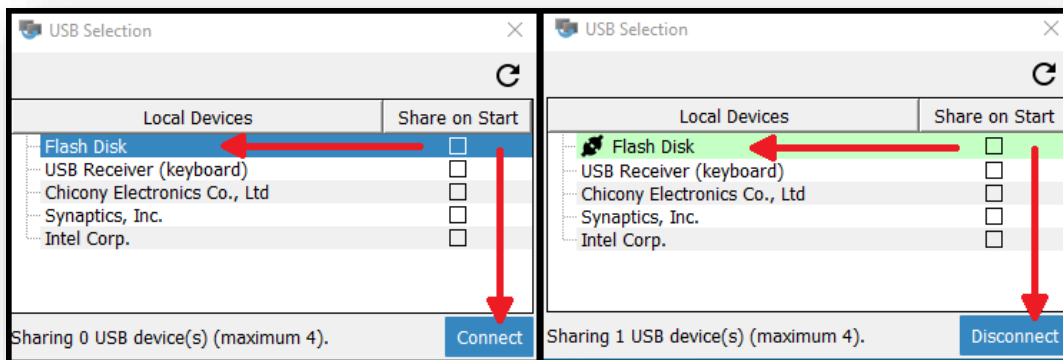 USB Selection
Local Devices Share on Start
Flash Disk
USB Receiver (keyboard)
Chicony Electronics Co., Ltd
Synaptics, Inc.
Intel Corp.
Sharing 0 USB device(s) (maximum 4). Connect
USB Selection
Local Devices Share on Start
Flash Disk
USB Receiver (keyboard)
Chicony Electronics Co., Ltd
Synaptics, Inc.
Intel Corp.
Sharing 1 USB device(s) (maximum 4). Disconnect